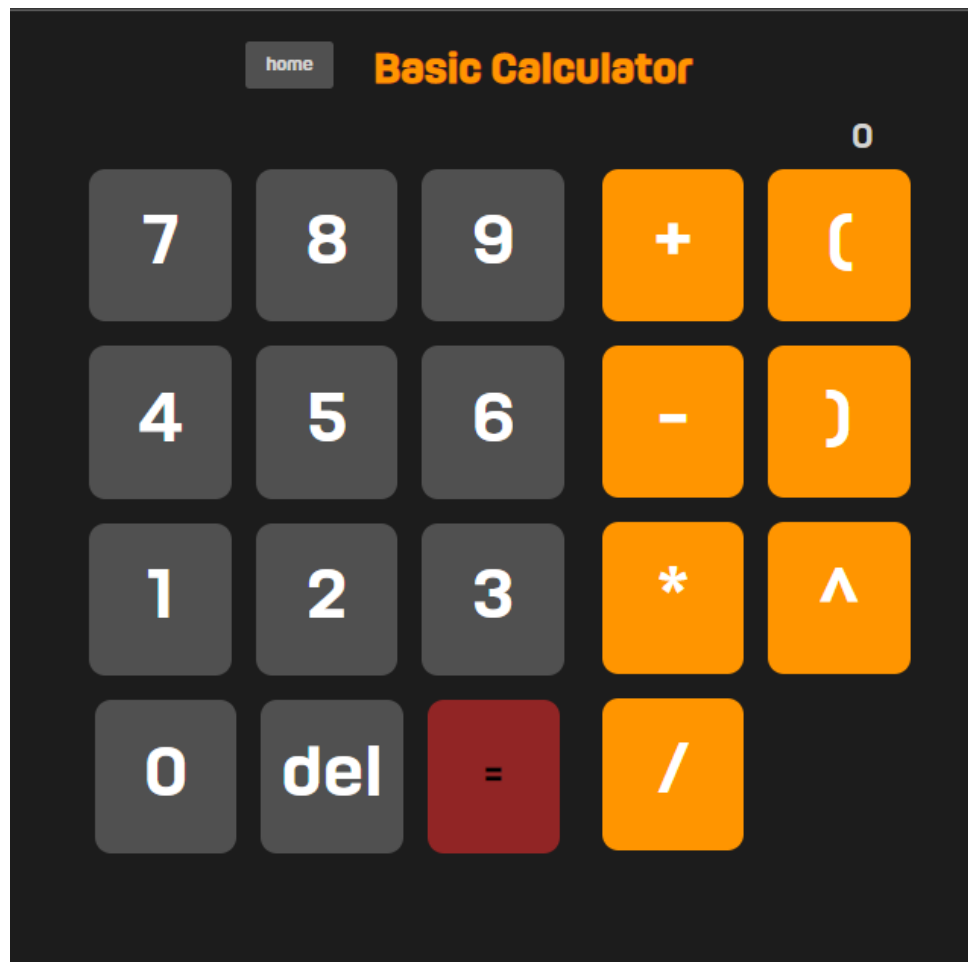 home Basic Calculator
0
7 8 9 + (
4 5 6 - )
1 2 3 * ^
0 del = /